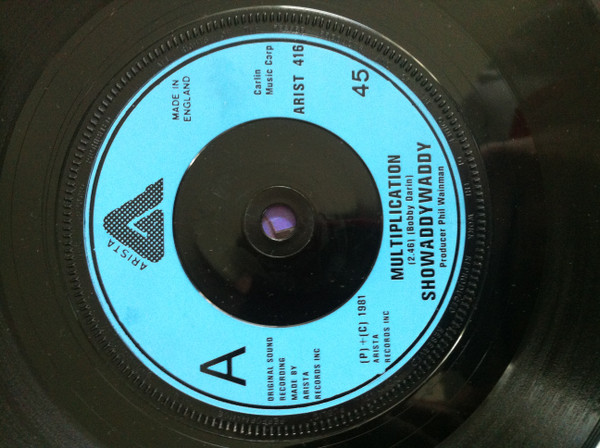 ARISTA
MADE IN
ENGLAND
Carlin
Music Corp
ARIST 416
45
A
ORIGINAL SOUND
RECORDING
MADE BY
ARISTA
RECORDS INC
(P)+(C) 1981
ARISTA
RECORDS INC
MULTIPLICATION
(2.46) (Bobby Darin)
SHOWADDYWADDY
Producer Phil Wainman